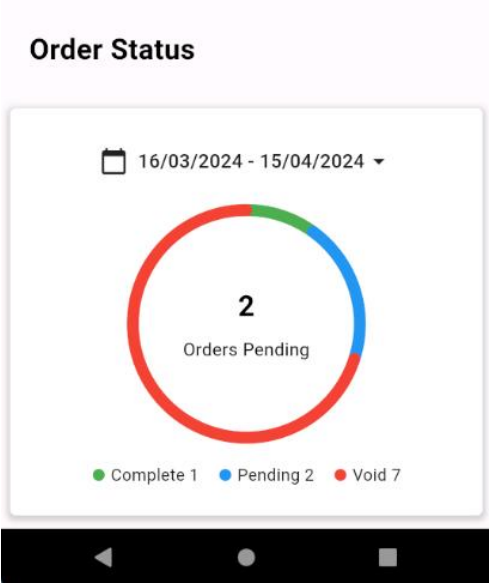 Order Status
16/03/2024 - 15/04/2024
2
Orders Pending
Complete 1 Pending 2 Void 7